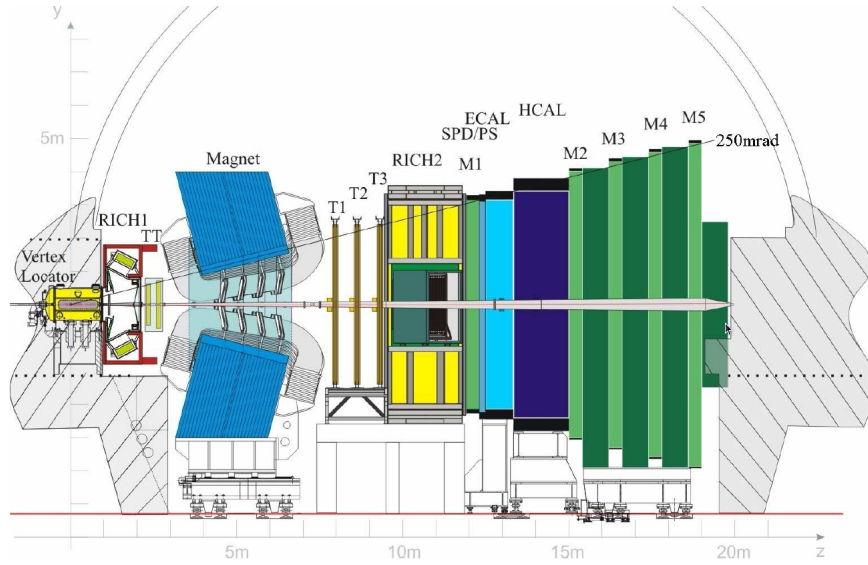 y
5m
Vertex
Locator
RICH1
TT
Magnet
T1
T2
T3
RICH2
M1
SPD/PS
ECAL
HCAL
M2
M3
M4
M5
250mrad
5m
10m
15m
20m
z